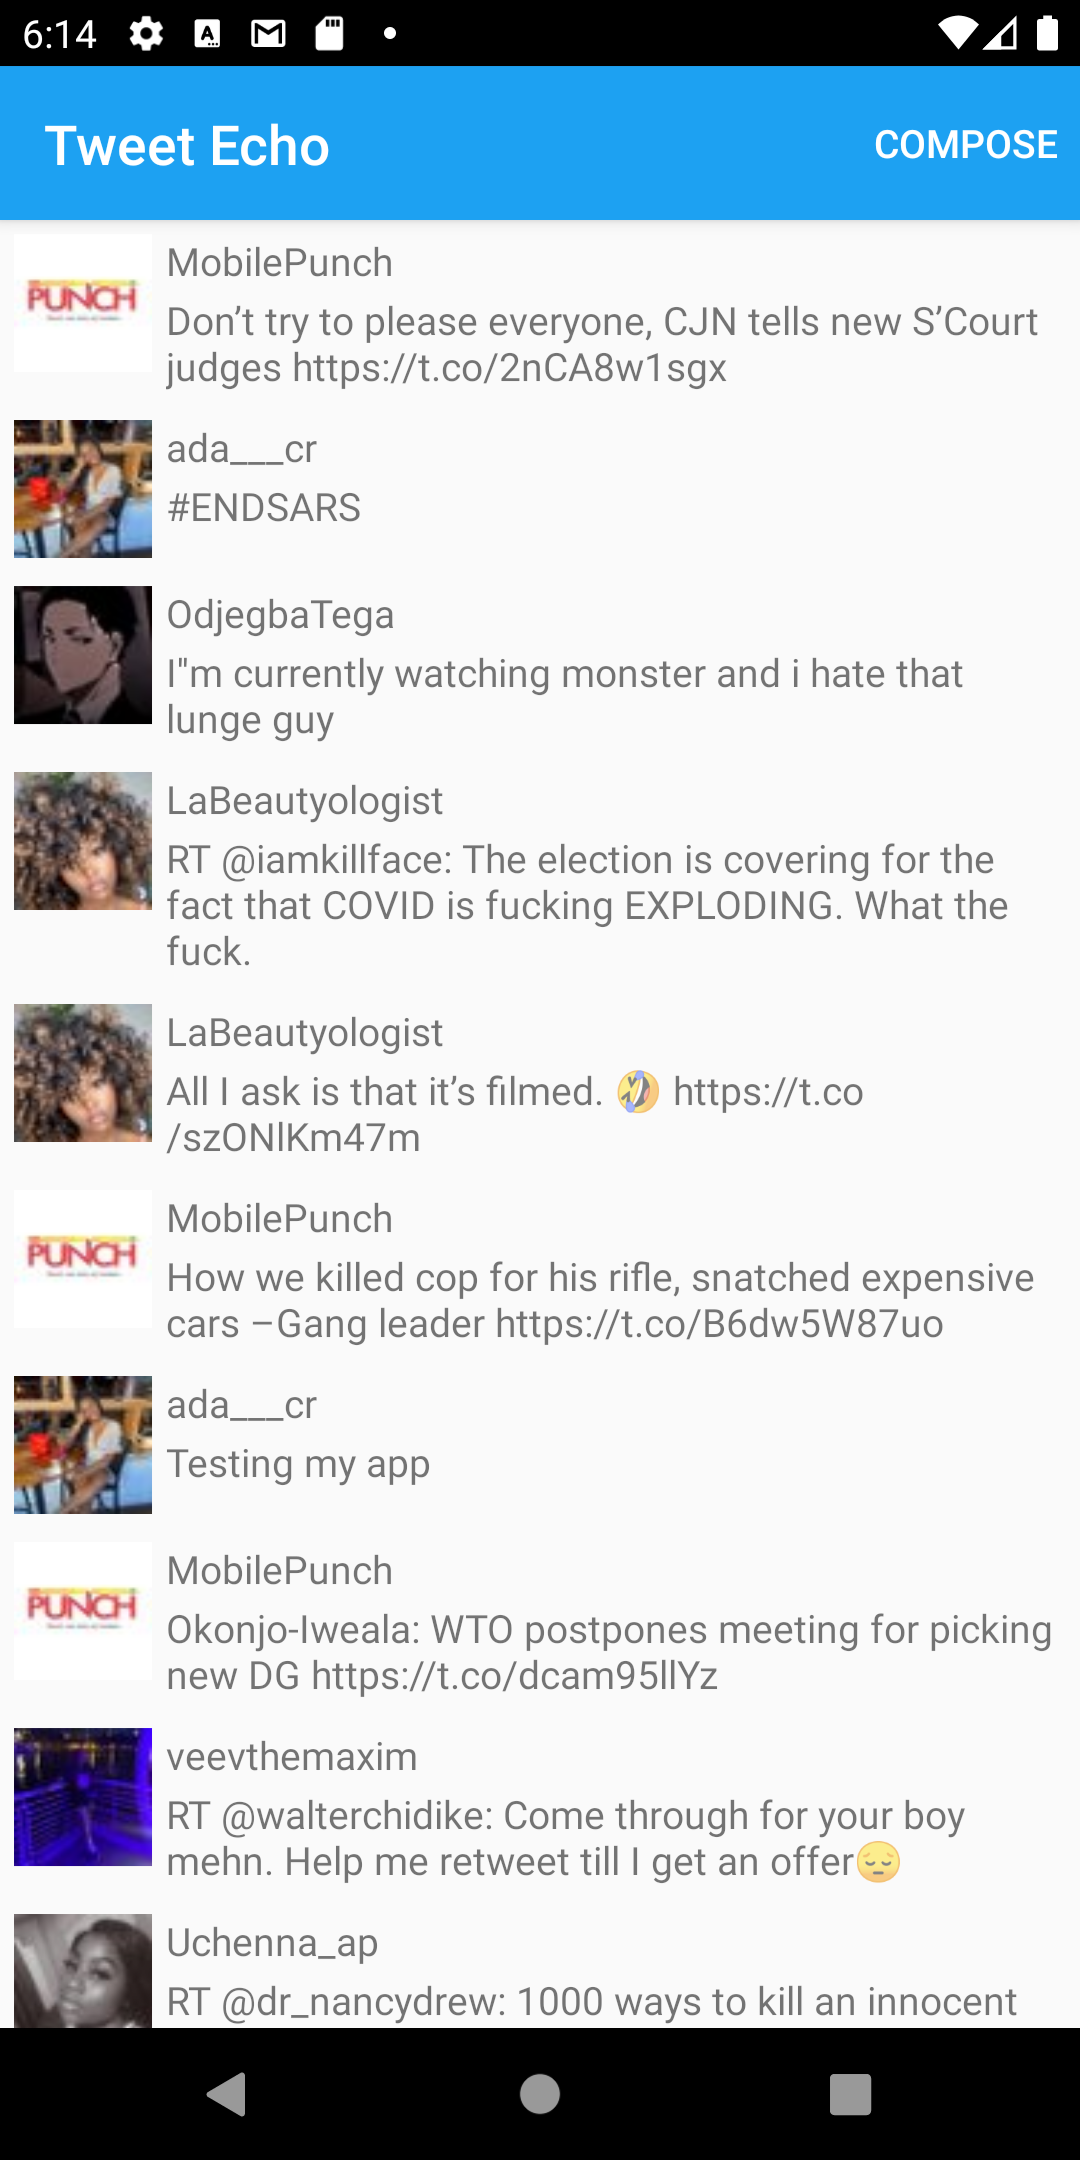 6:14
Tweet Echo
COMPOSE
PUNCH
MobilePunch
Don’t try to please everyone, CJN tells new S’Court
judges https://t.co/2nCA8w1sgx
ada___cr
#ENDSARS
OdjegbaTega
I"m currently watching monster and i hate that
lunge guy
LaBeautyologist
RT @iamkillface: The election is covering for the
fact that COVID is fucking EXPLODING. What the
fuck.
LaBeautyologist
All I ask is that it’s filmed. 🤣 https://t.co
/szONlKm47m
PUNCH
MobilePunch
How we killed cop for his rifle, snatched expensive
cars –Gang leader https://t.co/B6dw5W87uo
ada___cr
Testing my app
PUNCH
MobilePunch
Okonjo-Iweala: WTO postpones meeting for picking
new DG https://t.co/dcam95llYz
veevthemaxim
RT @walterchidike: Come through for your boy
mehn. Help me retweet till I get an offer😔
Uchenna_ap
RT @dr_nancydrew: 1000 ways to kill an innocent